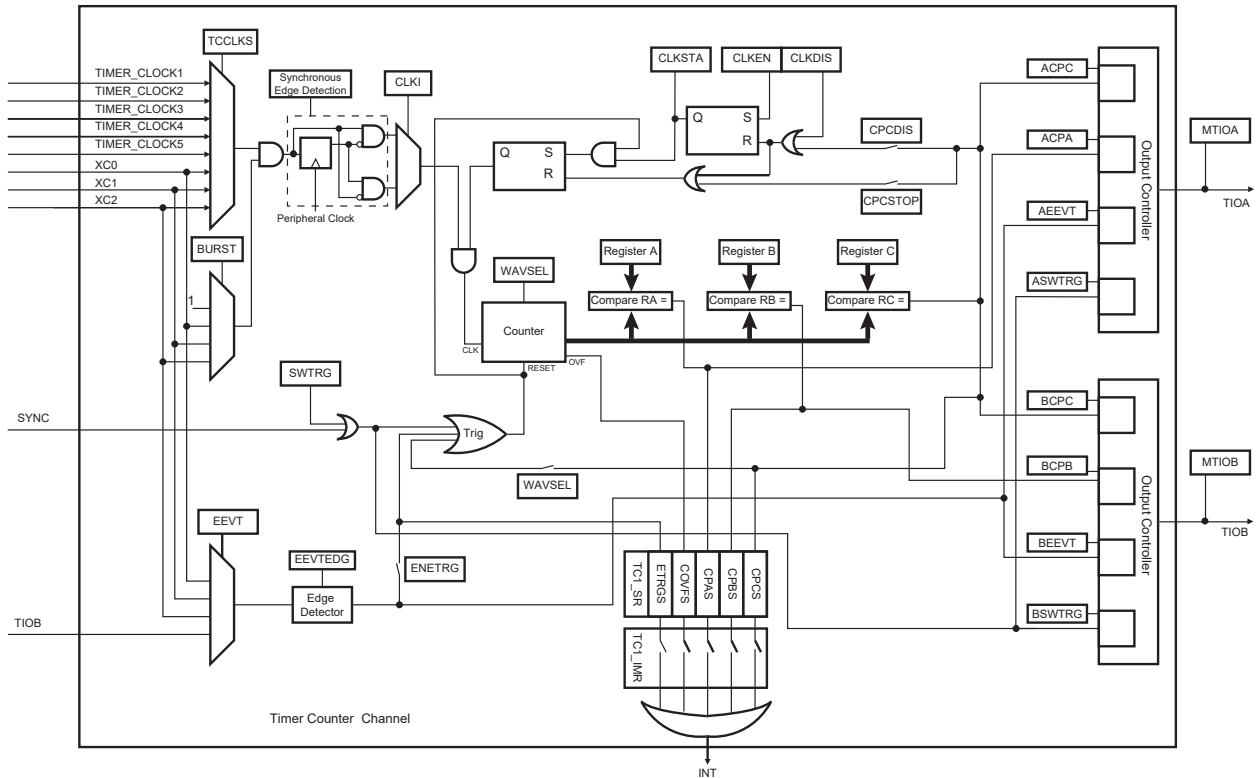 TCCLKS
TIMER_CLOCK1
TIMER_CLOCK2
TIMER_CLOCK3
TIMER_CLOCK4
TIMER_CLOCK5
XC0
XC1
XC2
Synchronous
Edge Detection
CLKI
Peripheral Clock
BURST
1
CLKSTA
CLKEN
CLKDIS
Q
S
R
Q
S
R
CPCDIS
CPCSTOP
Register A
Register B
Register C
Compare RA =
Compare RB =
Compare RC =
WAVSEL
Counter
CLK
RESET
OVF
SWTRG
SYNC
Trig
WAVSEL
EEVT
EEVTEDG
Edge
Detector
ENETRG
TIOB
TC1_SR
ETRGS
COVFS
CPAS
CPBS
CPCS
TC1_IMR
INT
Timer Counter Channel
ACPC
ACPA
AEEVT
ASWTRG
Output Controller
MTIOA
TIOA
BCPC
BCPB
BEEVT
BSWTRG
Output Controller
MTIOB
TIOB